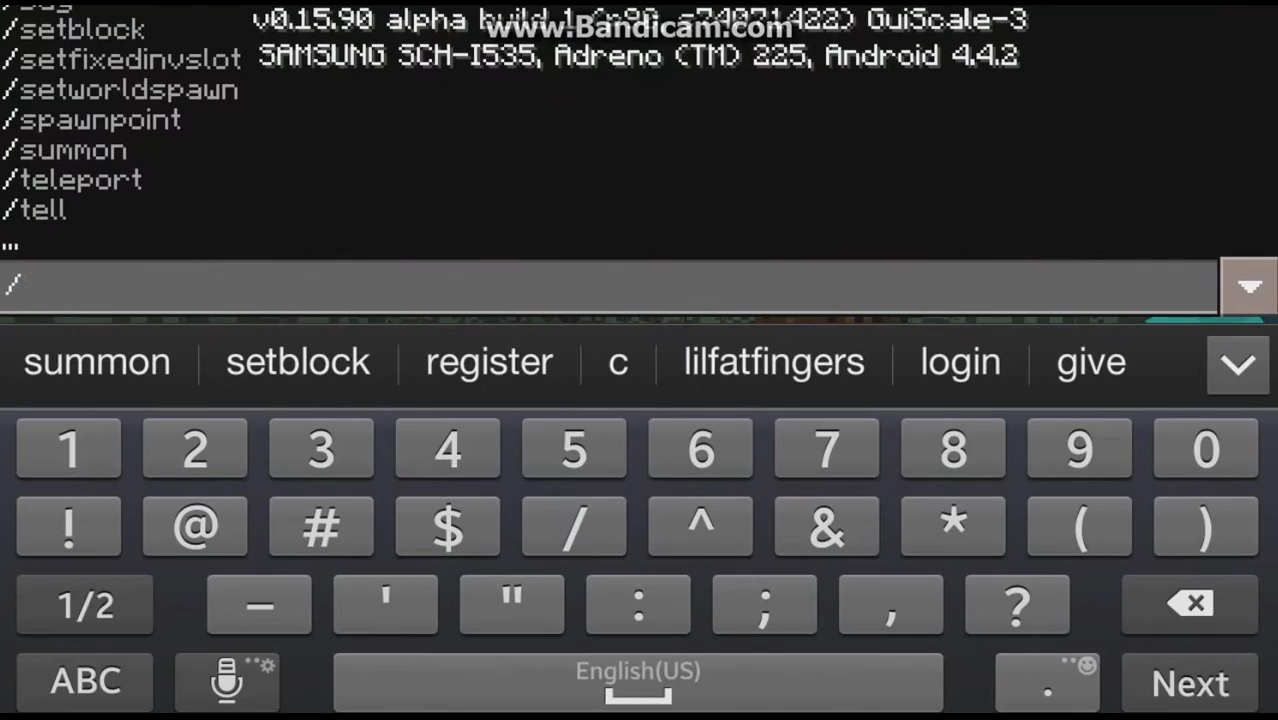 /setblock
v0.15.90 alpha build 1
GuiScale-3
www.Bandicam.com
/setfixedinvslot
SAMSUNG SCH-I535, Adreno (TM) 225, Android 4.4.2
/setworldspawn
/spawnpoint
/summon
/teleport
/tell
...
/
summon setblock register c lilfatfingers login give
1 2 3 4 5 6 7 8 9 0
! @ # $ / ^ & * ( )
1/2 – ' " : ; , ?
English(US)
ABC . Next